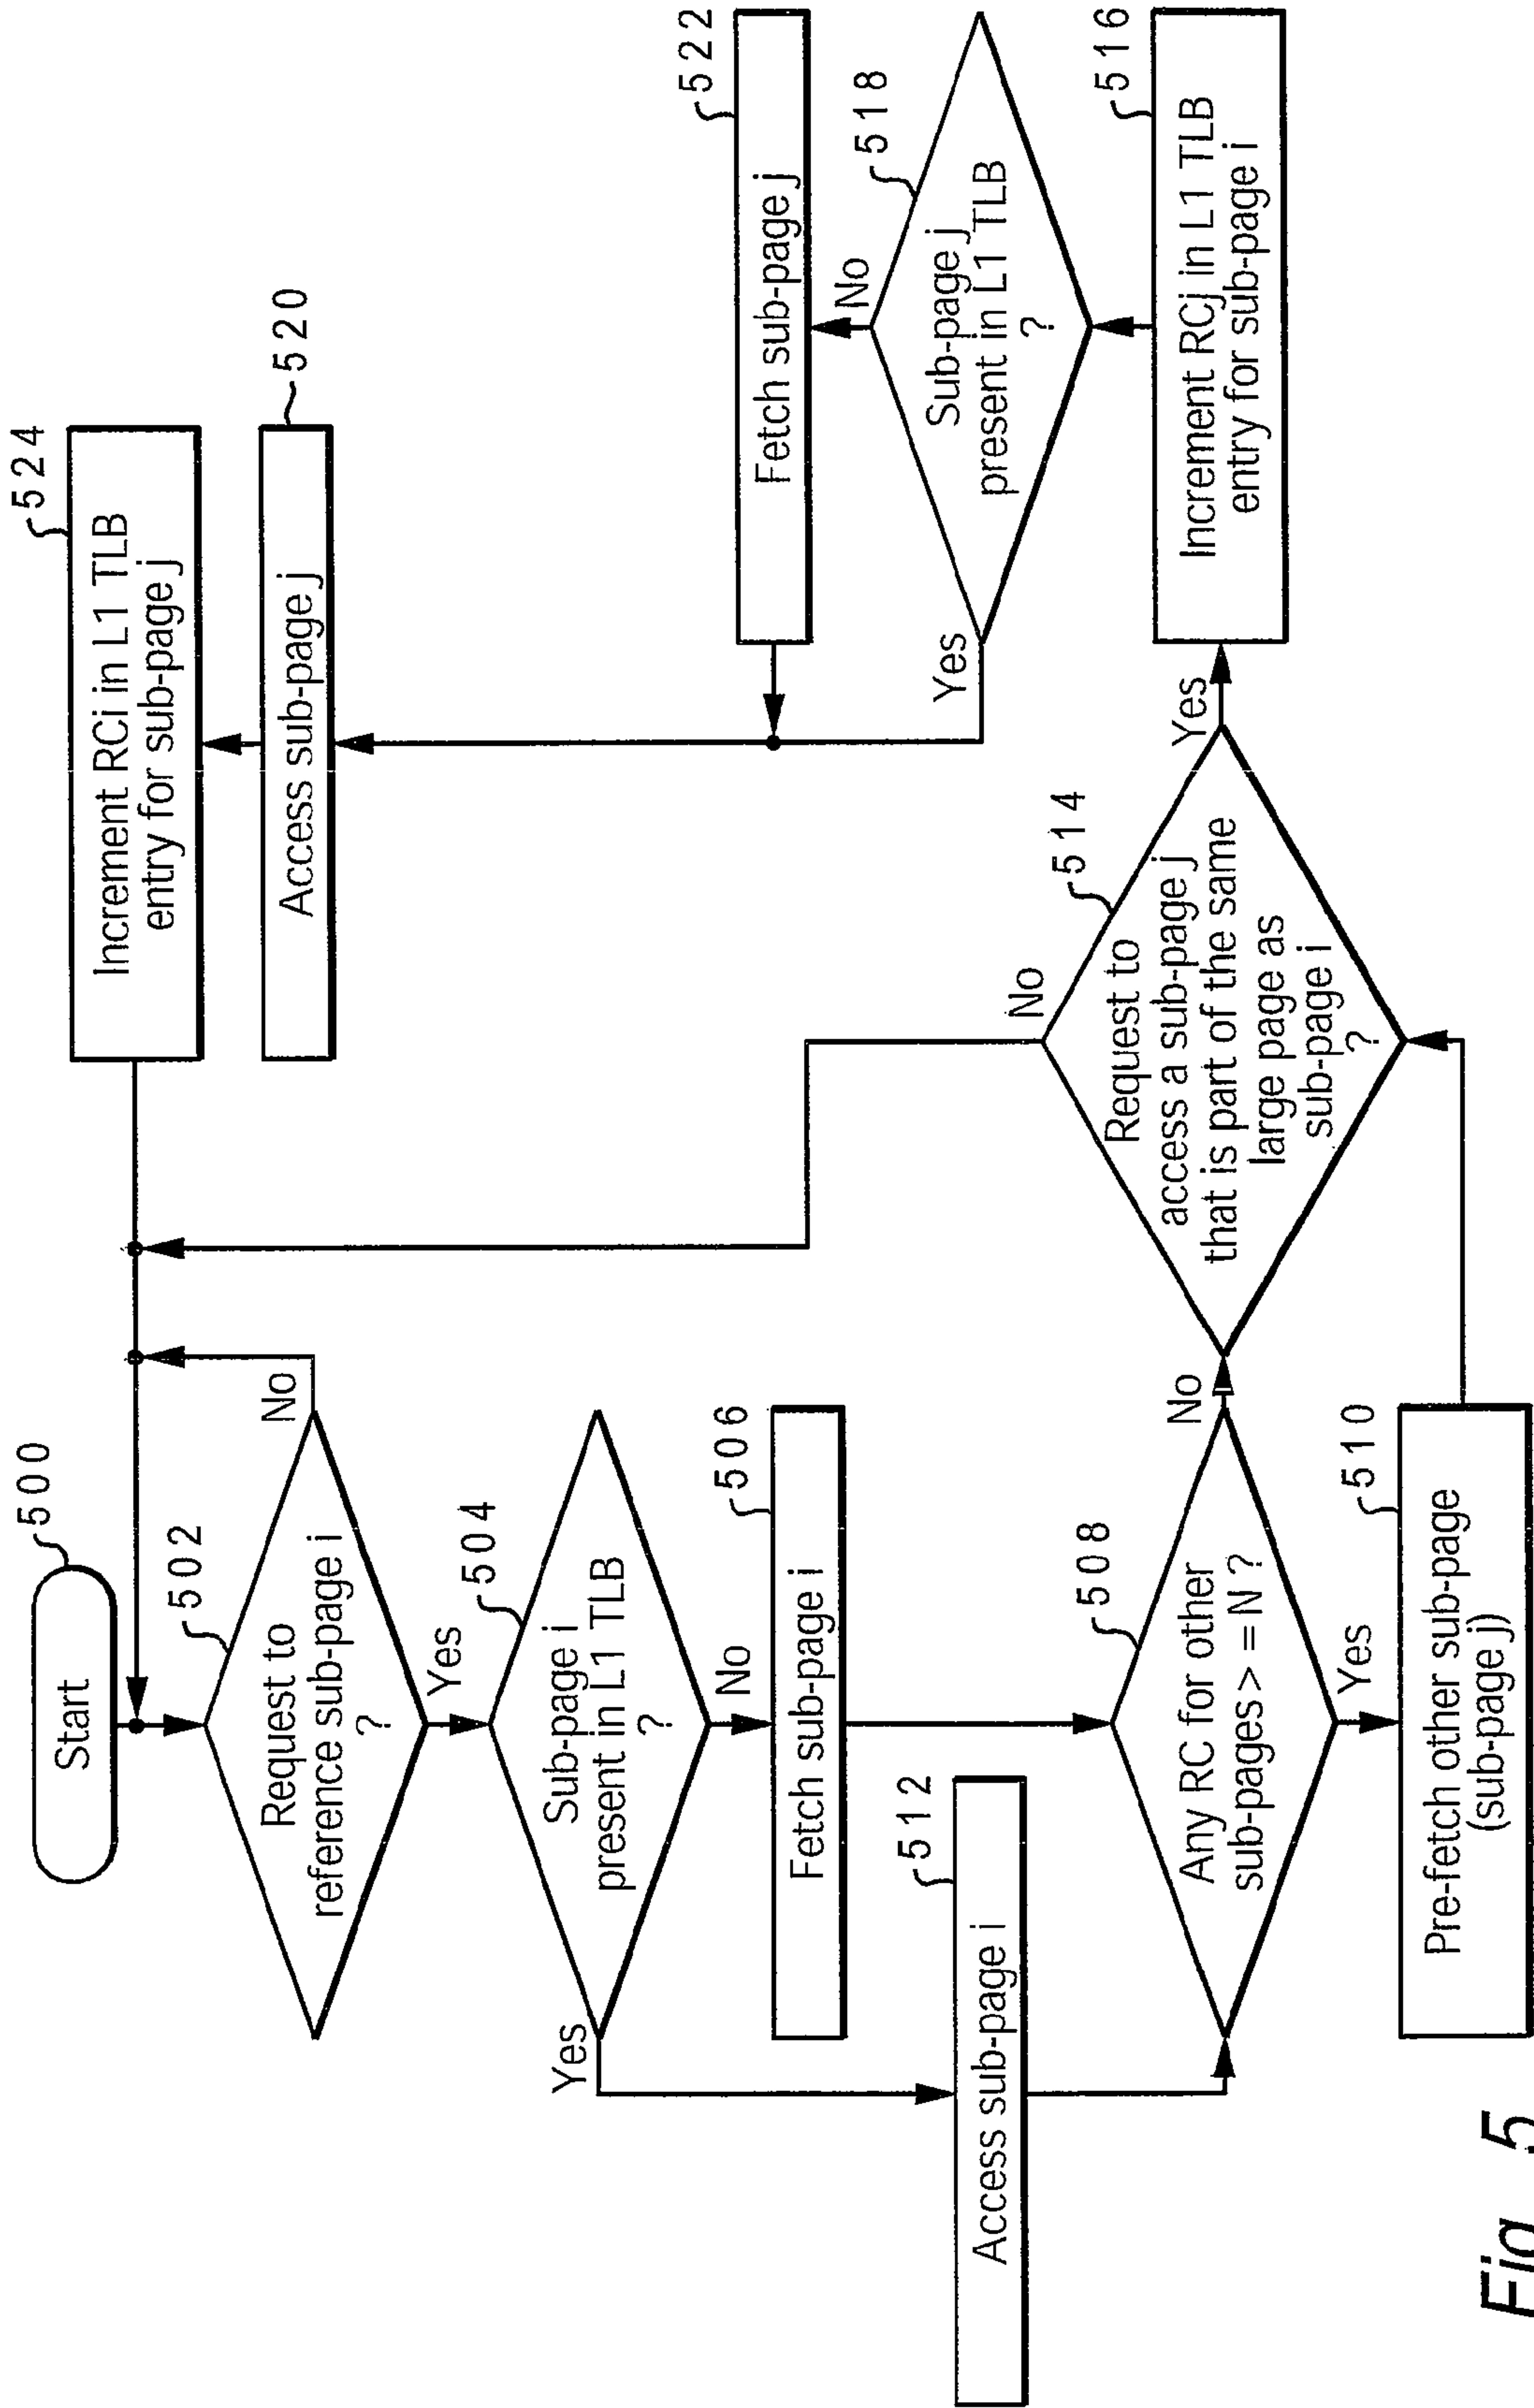 Start
500
Request to
reference sub-page i
?
502
No
Yes
Sub-page i
present in L1 TLB
?
504
Yes
No
Fetch sub-page i
506
Access sub-page i
512
Any RC for other
sub-pages > = N ?
508
No
Yes
Pre-fetch other sub-page
(sub-page j)
510
Request to
access a sub-page j
that is part of the same
large page as
sub-page i
?
514
No
Yes
Increment RCj in L1 TLB
entry for sub-page i
516
Sub-page j
present in L1 TLB
?
518
No
Yes
Fetch sub-page j
522
Access sub-page j
520
Increment RCi in L1 TLB
entry for sub-page j
524
Fig. 5